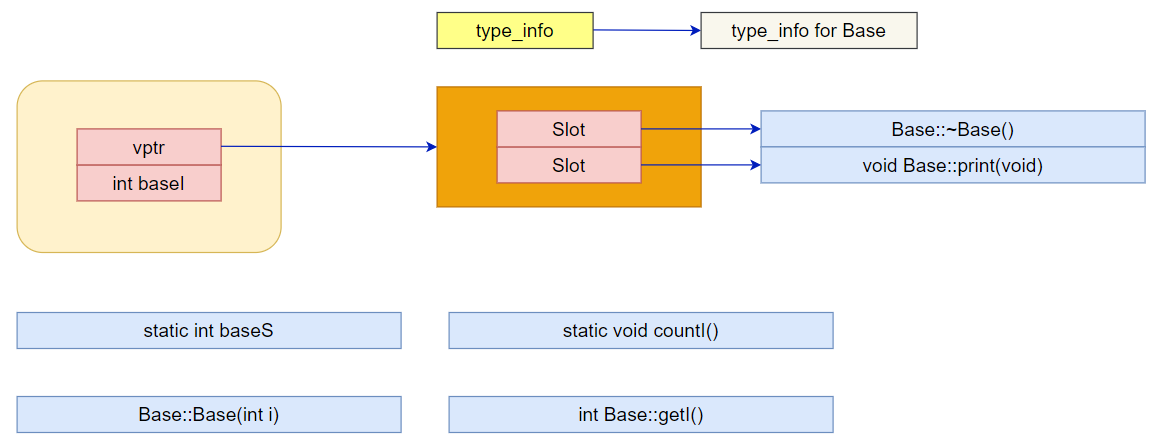 type_info
type_info for Base
vptr
int baseI
Slot
Slot
Base::~Base()
void Base::print(void)
static int baseS
static void countI()
Base::Base(int i)
int Base::getI()